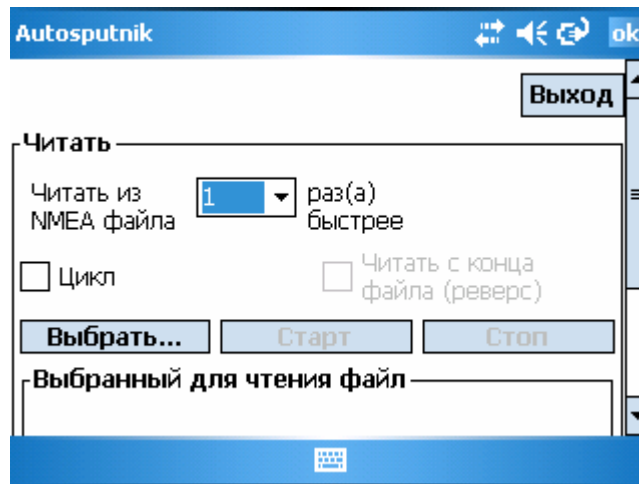 Autosputnik ok
Выход
Читать
Читать из 1 раз(а)
NMEA файла быстрее
Цикл
Читать с конца
файла (реверс)
Выбрать... Старт Стоп
Выбранный для чтения файл